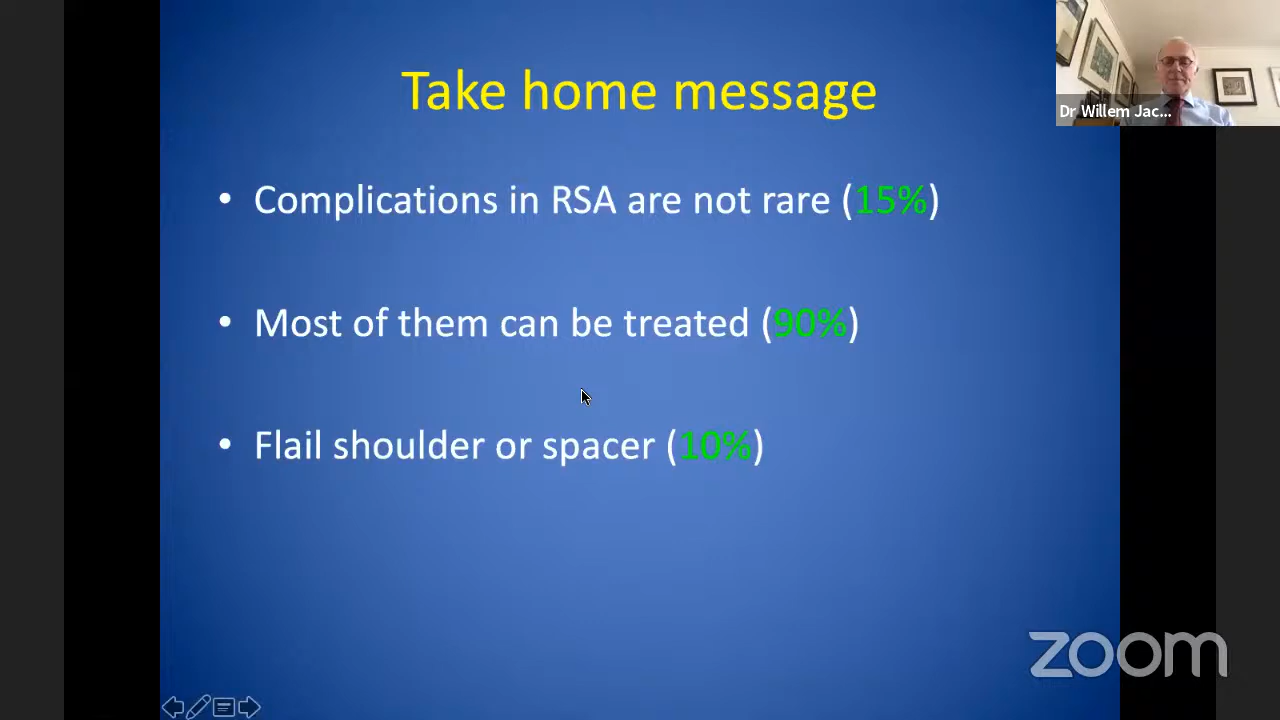 Take home message
Dr Willem Jac...
• Complications in RSA are not rare (15%)
• Most of them can be treated (90%)
• Flail shoulder or spacer (10%)
zoom